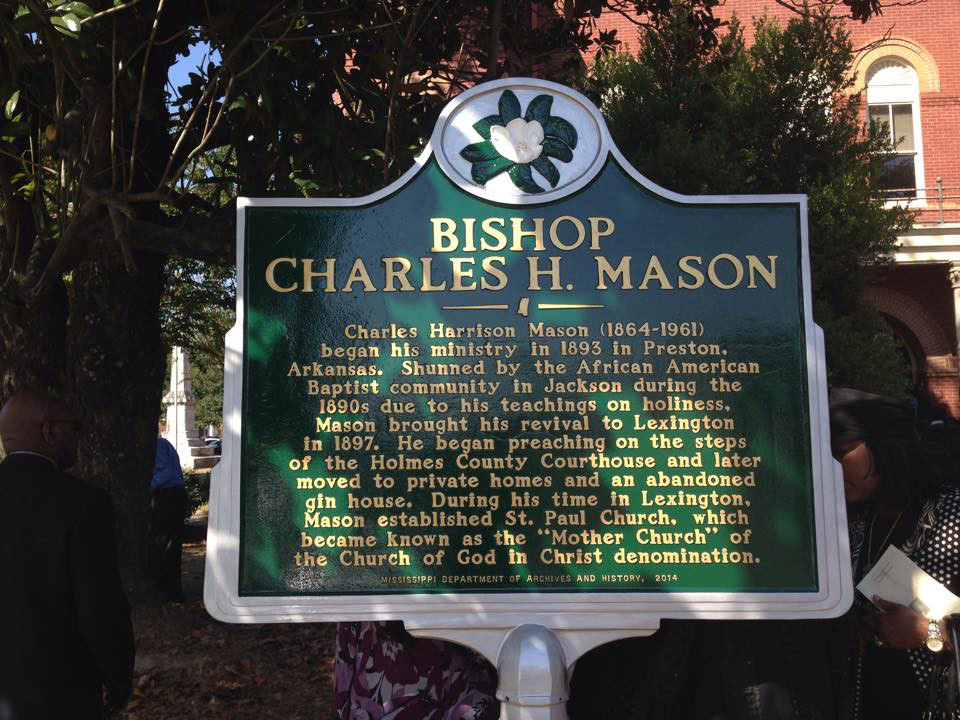 BISHOP
CHARLES H. MASON
Charles Harrison Mason (1864-1961)
began his ministry in 1893 in Preston,
Arkansas. Shunned by the African American
Baptist community in Jackson during the
1890s due to his teachings on holiness,
Mason brought his revival to Lexington
in 1897. He began preaching on the steps
of the Holmes County Courthouse and later
moved to private homes and an abandoned
gin house. During his time in Lexington,
Mason established St. Paul Church, which
became known as the "Mother Church" of
the Church of God in Christ denomination.
MISSISSIPPI DEPARTMENT OF ARCHIVES AND HISTORY, 2014